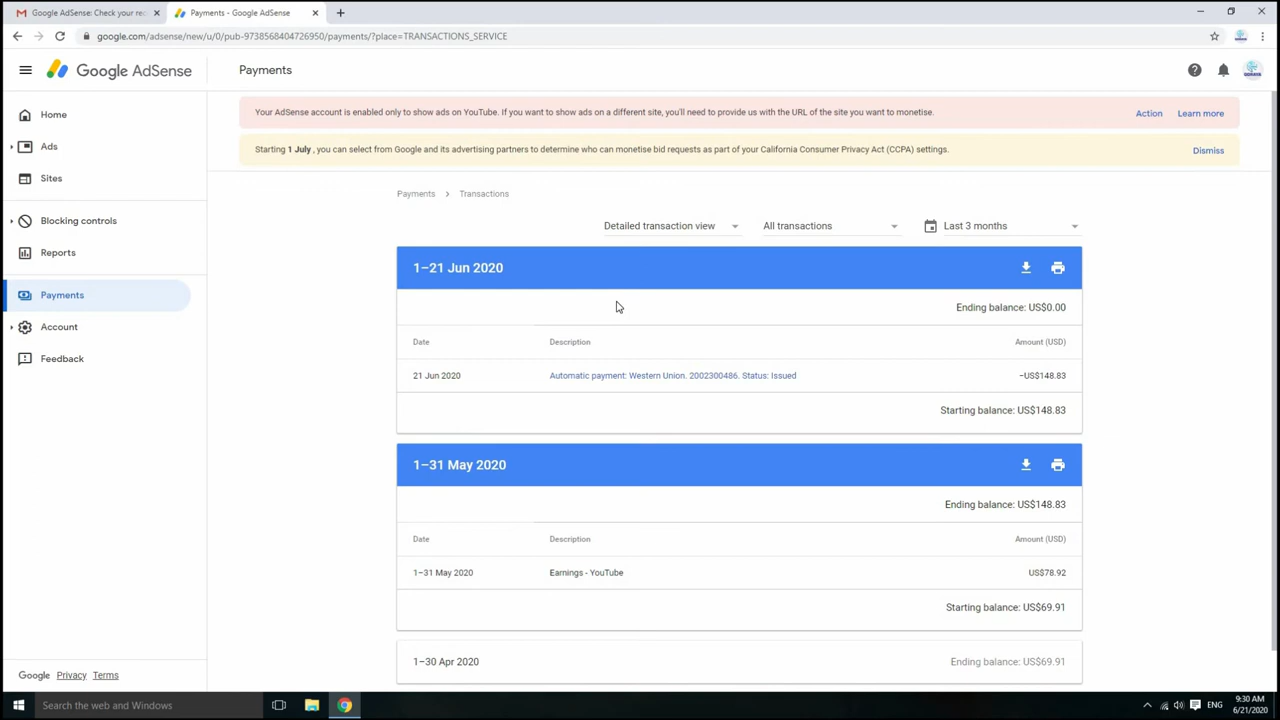 Google AdSense: Check your rec
Payments - Google AdSense
google.com/adsense/new/u/0/pub-9738568404726950/payments/?place=TRANSACTIONS_SERVICE
Google AdSense
Payments
Home
Ads
Sites
Blocking controls
Reports
Payments
Account
Feedback
Your AdSense account is enabled only to show ads on YouTube. If you want to show ads on a different site, you'll need to provide us with the URL of the site you want to monetise.
Action
Learn more
Starting 1 July , you can select from Google and its advertising partners to determine who can monetise bid requests as part of your California Consumer Privacy Act (CCPA) settings.
Dismiss
Payments > Transactions
Detailed transaction view
All transactions
Last 3 months
1–21 Jun 2020
Ending balance: US$0.00
Date Description Amount (USD)
21 Jun 2020 Automatic payment: Western Union. 2002300486. Status: Issued −US$148.83
Starting balance: US$148.83
1–31 May 2020
Ending balance: US$148.83
Date Description Amount (USD)
1–31 May 2020 Earnings - YouTube US$78.92
Starting balance: US$69.91
1–30 Apr 2020 Ending balance: US$69.91
Google Privacy Terms
Search the web and Windows
ENG
9:30 AM
6/21/2020